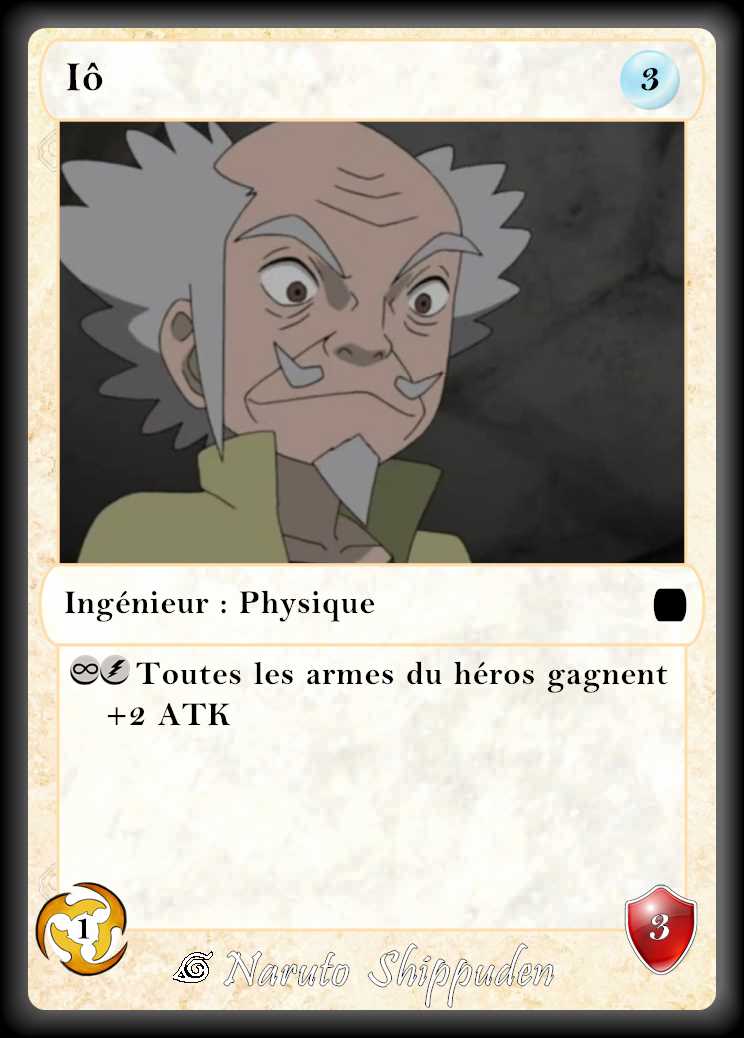 Iô
3
Ingénieur : Physique
Toutes les armes du héros gagnent
+2 ATK
1
3
Naruto Shippuden